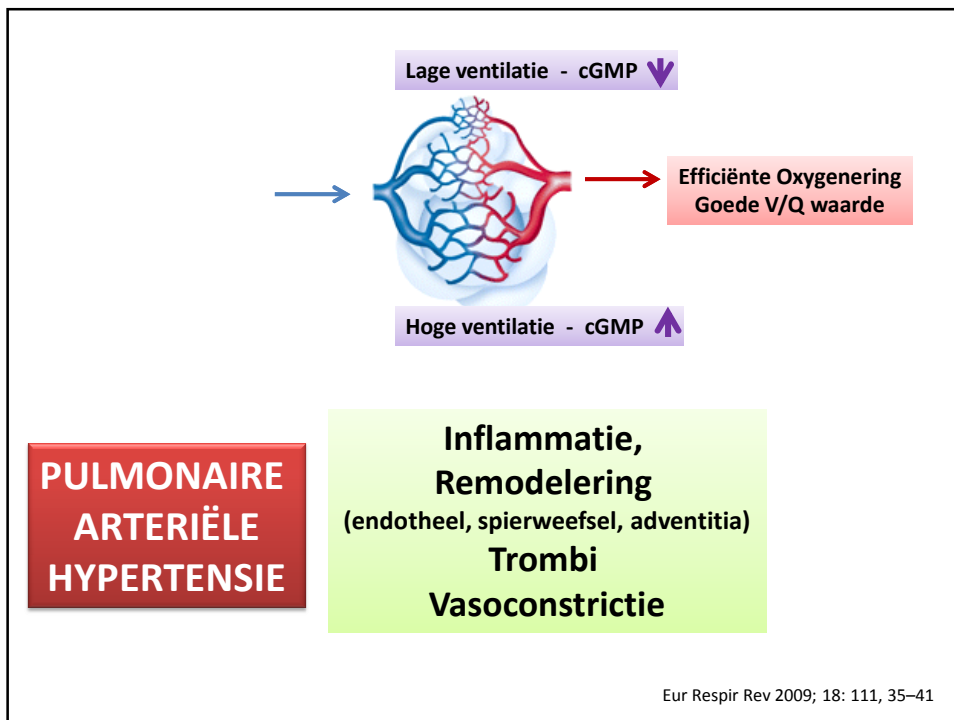 Lage ventilatie - cGMP
Efficiënte Oxygenering
Goede V/Q waarde
Hoge ventilatie - cGMP
PULMONAIRE
ARTERIËLE
HYPERTENSIE
Inflammatie,
Remodelering
(endotheel, spierweefsel, adventitia)
Trombi
Vasoconstrictie
Eur Respir Rev 2009; 18: 111, 35–41